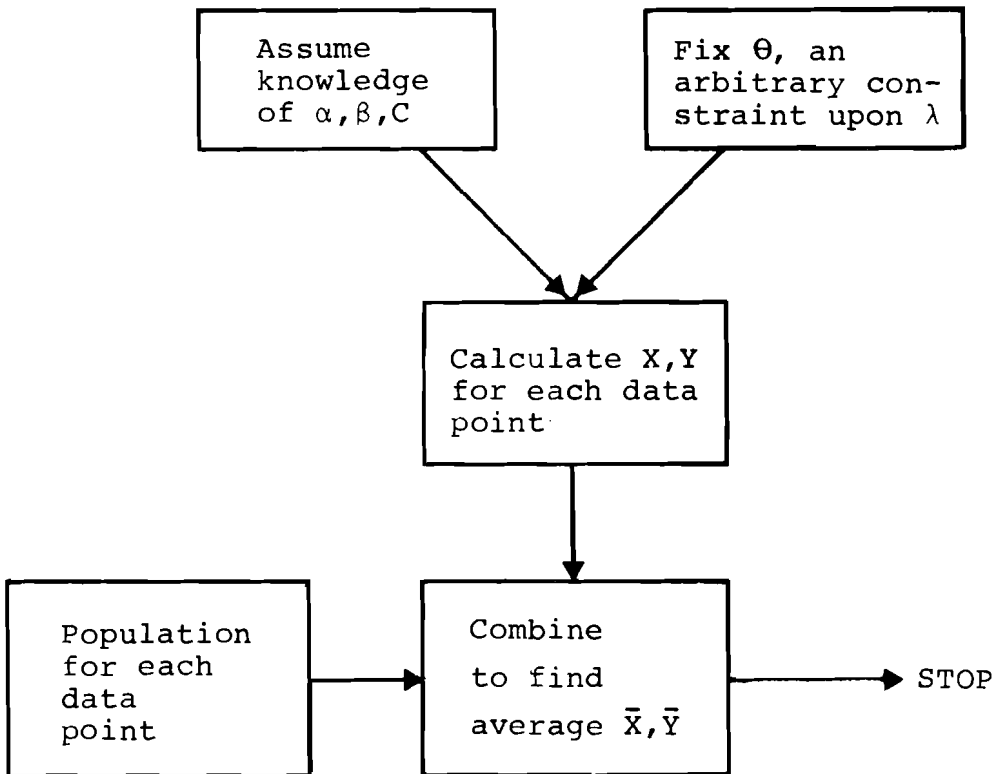 Assume
knowledge
of α,β,C
Fix Θ, an
arbitrary con-
straint upon λ
Calculate X,Y
for each data
point
Population
for each
data
point
Combine
to find
average X̄,Ȳ
STOP